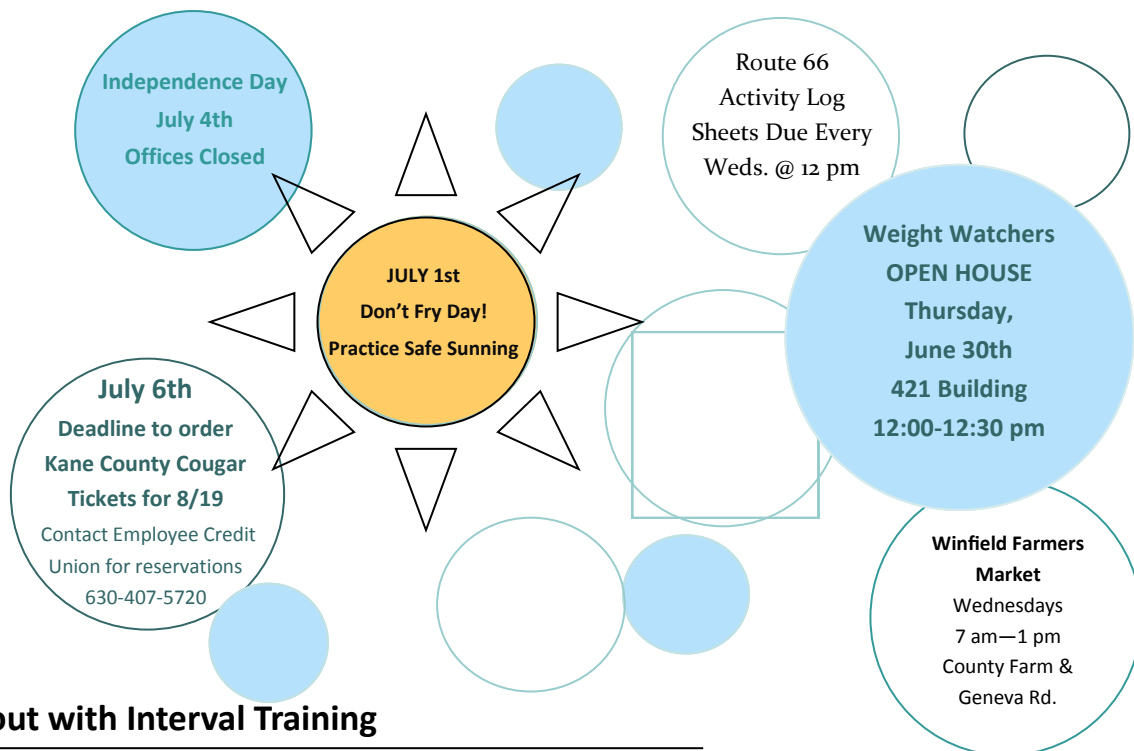 Independence Day
July 4th
Offices Closed
Route 66
Activity Log
Sheets Due Every
Weds. @ 12 pm
JULY 1st
Don't Fry Day!
Practice Safe Sunning
Weight Watchers
OPEN HOUSE
Thursday,
June 30th
421 Building
12:00-12:30 pm
July 6th
Deadline to order
Kane County Cougar
Tickets for 8/19
Contact Employee Credit
Union for reservations
630-407-5720
Winfield Farmers
Market
Wednesdays
7 am—1 pm
County Farm &
Geneva Rd.
out with Interval Training